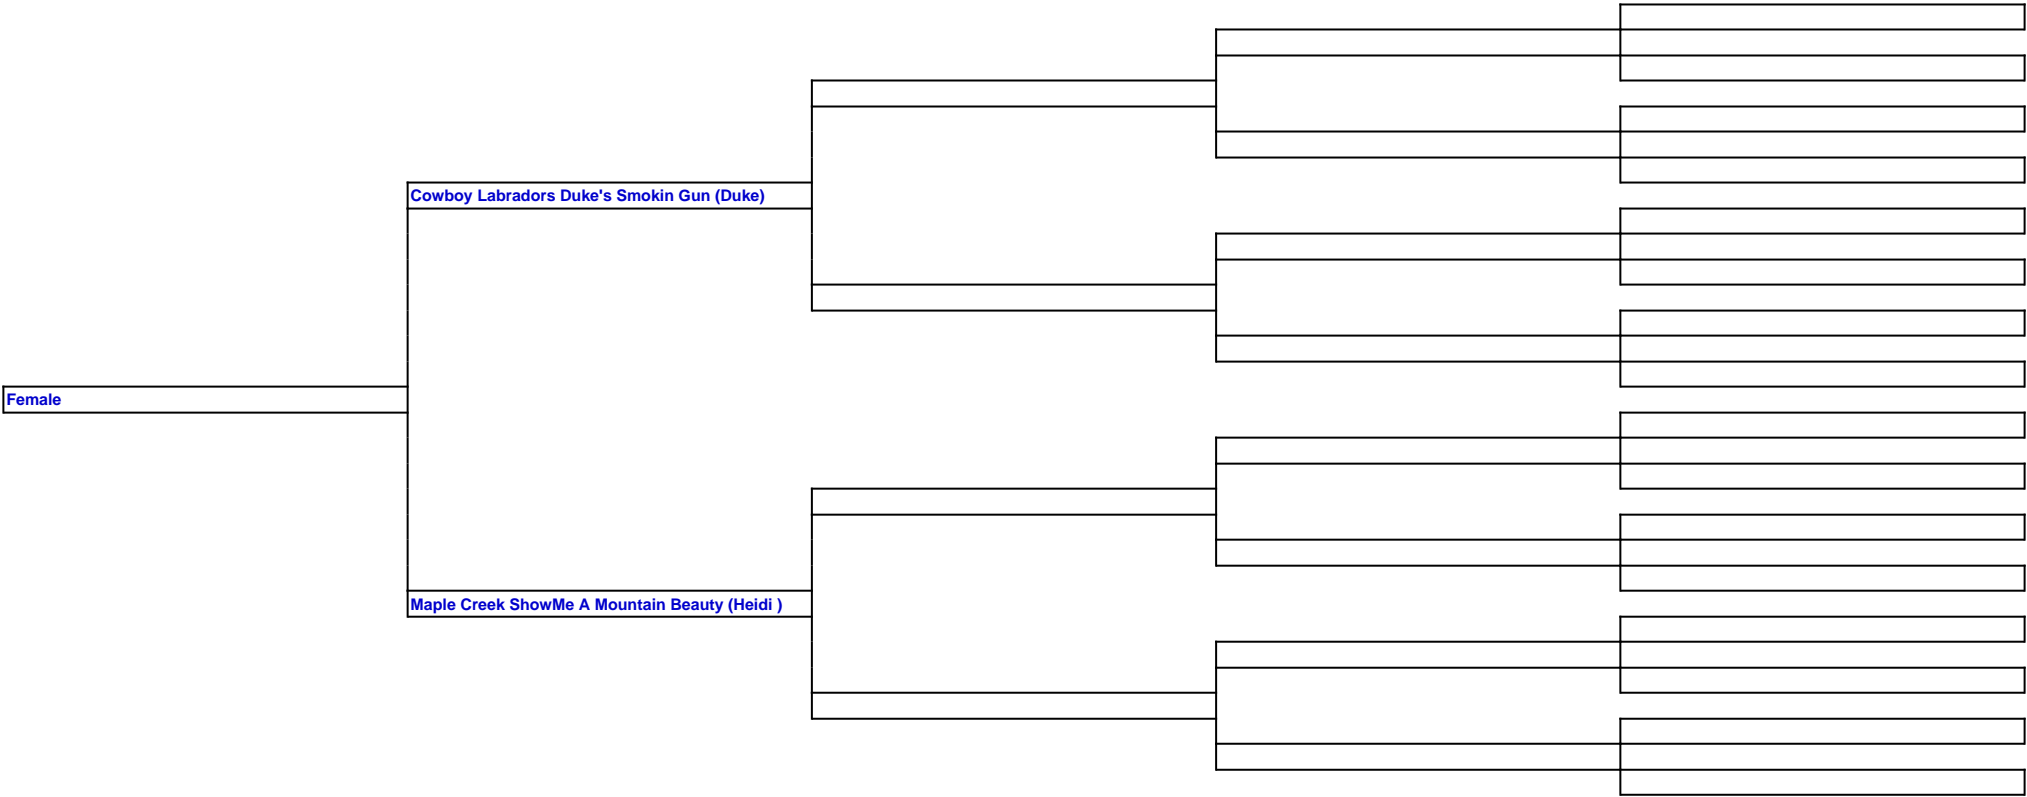 Cowboy Labradors Duke's Smokin Gun (Duke)
Female
Maple Creek ShowMe A Mountain Beauty (Heidi )